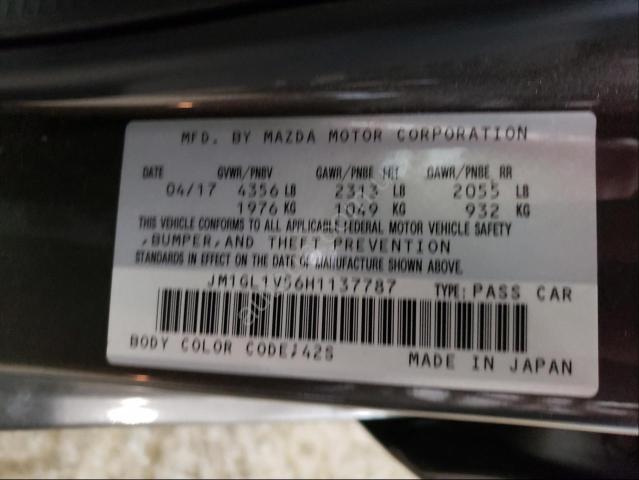 MFD. BY MAZDA MOTOR CORPORATION
DATE GVWR/PNBV GAWR/PNBE FRT GAWR/PNBE RR
04/17 4356 LB 2313 LB 2055 LB
1976 KG 1049 KG 932 KG
THIS VEHICLE CONFORMS TO ALL APPLICABLE FEDERAL MOTOR VEHICLE SAFETY
,BUMPER,AND THEFT PREVENTION
STANDARDS IN EFFECT ON THE DATE OF MANUFACTURE SHOWN ABOVE.
JM1GL1V56H1137787 TYPE: PASS CAR
BODY COLOR CODE:42S MADE IN JAPAN